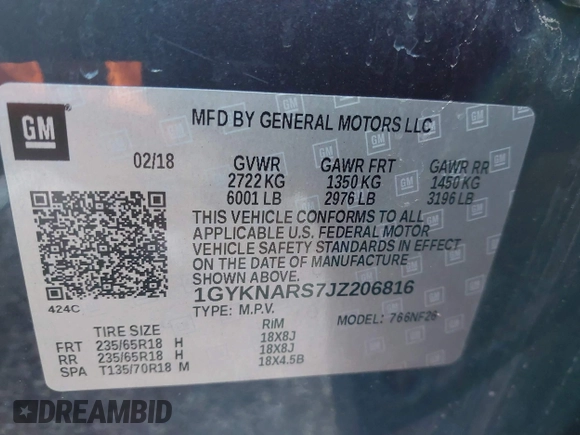 GM
MFD BY GENERAL MOTORS LLC
02/18 GVWR GAWR FRT GAWR RR
2722 KG 1350 KG 1450 KG
6001 LB 2976 LB 3196 LB
THIS VEHICLE CONFORMS TO ALL
APPLICABLE U.S. FEDERAL MOTOR
VEHICLE SAFETY STANDARDS IN EFFECT
ON THE DATE OF MANUFACTURE
SHOWN ABOVE.
424C
1GYKNARS7JZ206816
TYPE: M.P.V. MODEL: 766NF26
TIRE SIZE RIM
FRT 235/65R18 H 18X8J
RR 235/65R18 H 18X8J
SPA T135/70R18 M 18X4.5B
DREAMBID